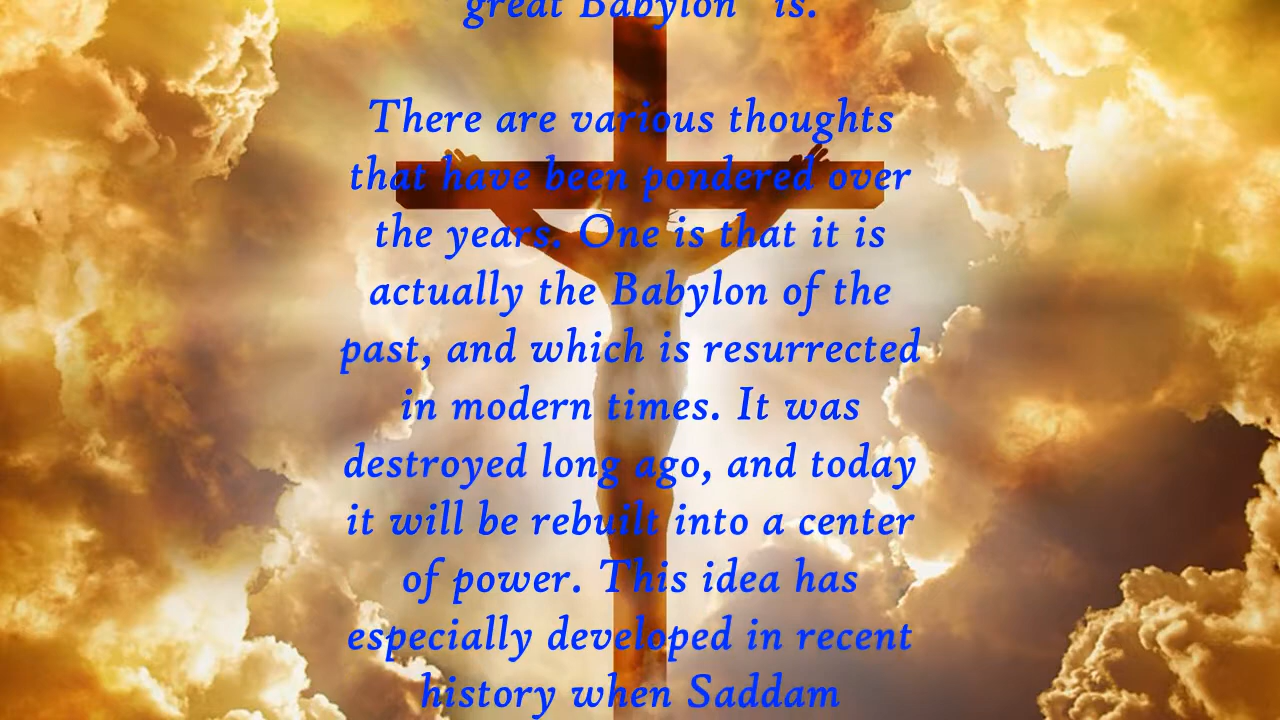 great Babylon" is.
There are various thoughts
that have been pondered over
the years. One is that it is
actually the Babylon of the
past, and which is resurrected
in modern times. It was
destroyed long ago, and today
it will be rebuilt into a center
of power. This idea has
especially developed in recent
history when Saddam